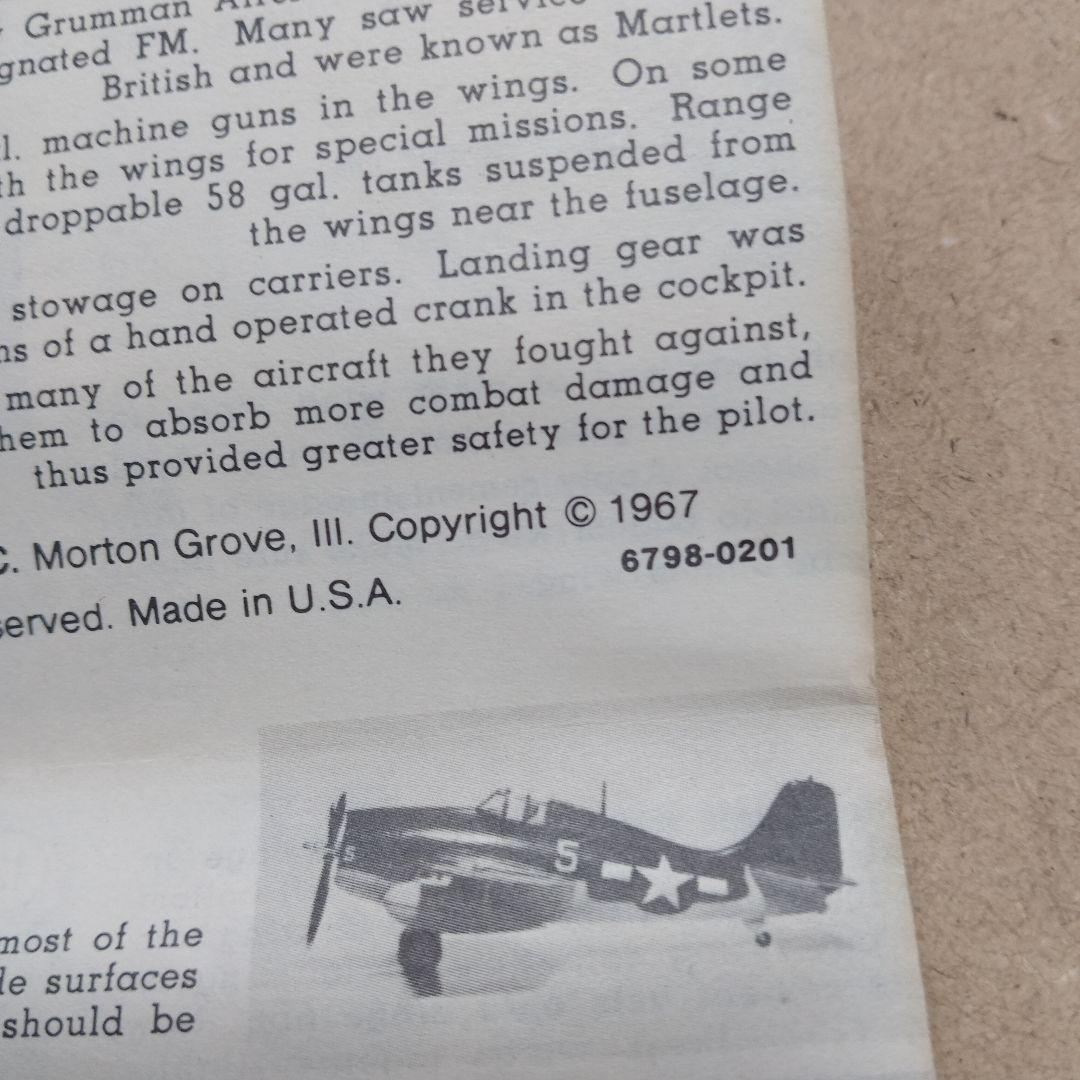 Grumman
gnated FM. Many saw
British and were known as Martlets.
l. machine guns in the wings. On some
th the wings for special missions. Range
droppable 58 gal. tanks suspended from
the wings near the fuselage.
stowage on carriers. Landing gear was
ns of a hand operated crank in the cockpit.
many of the aircraft they fought against,
hem to absorb more combat damage and
thus provided greater safety for the pilot.
c. Morton Grove, Ill. Copyright © 1967
6798-0201
served. Made in U.S.A.
5
S
most of the
le surfaces
should be